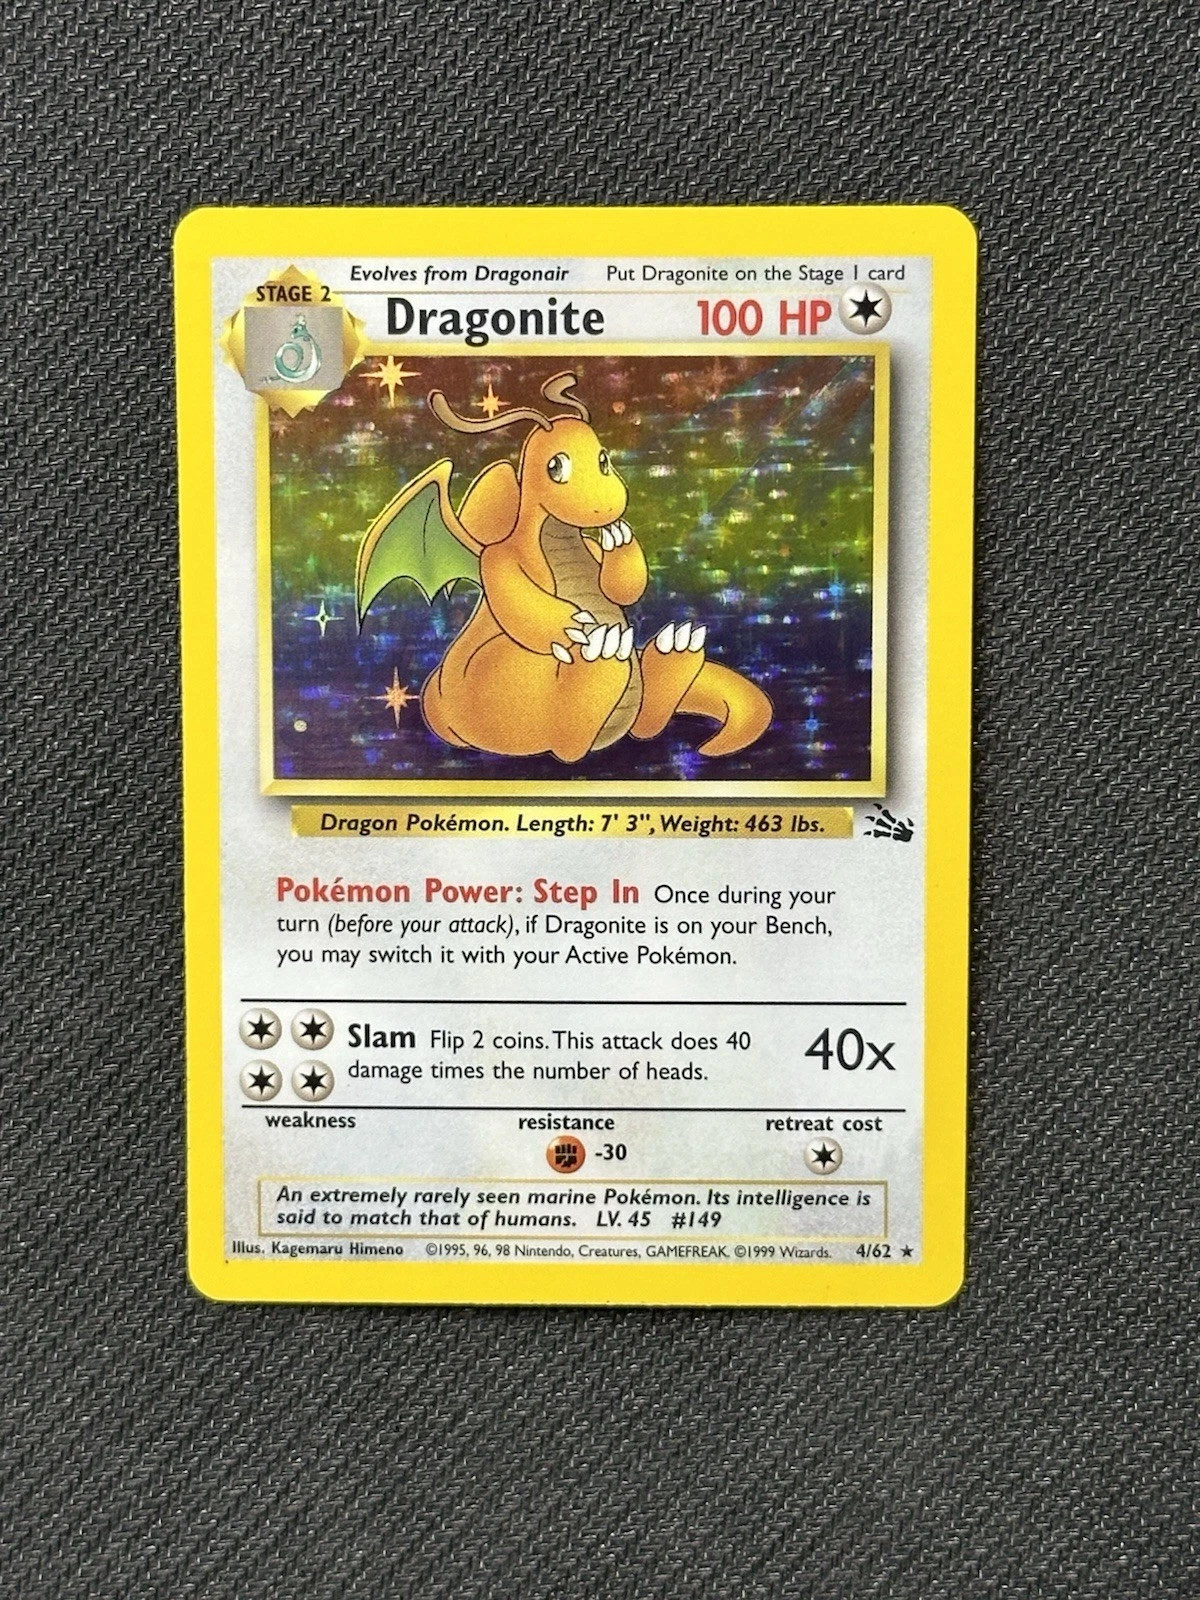 Evolves from Dragonair Put Dragonite on the Stage 1 card
STAGE 2
Dragonite 100 HP
Dragon Pokémon. Length: 7' 3", Weight: 463 lbs.
Pokémon Power: Step In Once during your
turn (before your attack), if Dragonite is on your Bench,
you may switch it with your Active Pokémon.
Slam Flip 2 coins. This attack does 40
damage times the number of heads.
40x
weakness resistance retreat cost
-30
An extremely rarely seen marine Pokémon. Its intelligence is
said to match that of humans. LV. 45 #149
Illus. Kagemaru Himeno ©1995, 96, 98 Nintendo, Creatures, GAMEFREAK. ©1999 Wizards. 4/62 ★